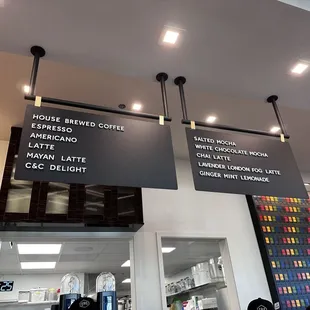 HOUSE BREWED COFFEE
ESPRESSO
AMERICANO
LATTE
MAYAN LATTE
C&C DELIGHT
SALTED MOCHA
WHITE CHOCOLATE MOCHA
CHAI LATTE
LAVENDER LONDON FOG LATTE
GINGER MINT LEMONADE